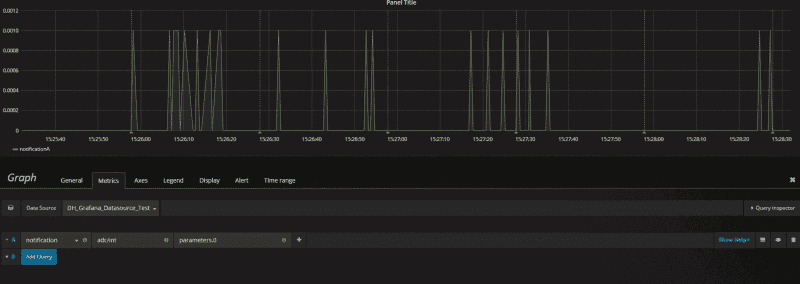 Panel Title
0.0012
0.0010
0.0008
0.0006
0.0004
0.0002
0
15:25:40 15:25:50 15:26:00 15:26:10 15:26:20 15:26:30 15:26:40 15:26:50 15:27:00 15:27:10 15:27:20 15:27:30 15:27:40 15:27:50 15:28:00 15:28:10 15:28:20 15:28:30
notificationA
Graph General Metrics Axes Legend Display Alert Time range
Data Source DH_Grafana_Datasource_Test Query Inspector
A notification adc/int parameters.0 Show Help
B Add Query